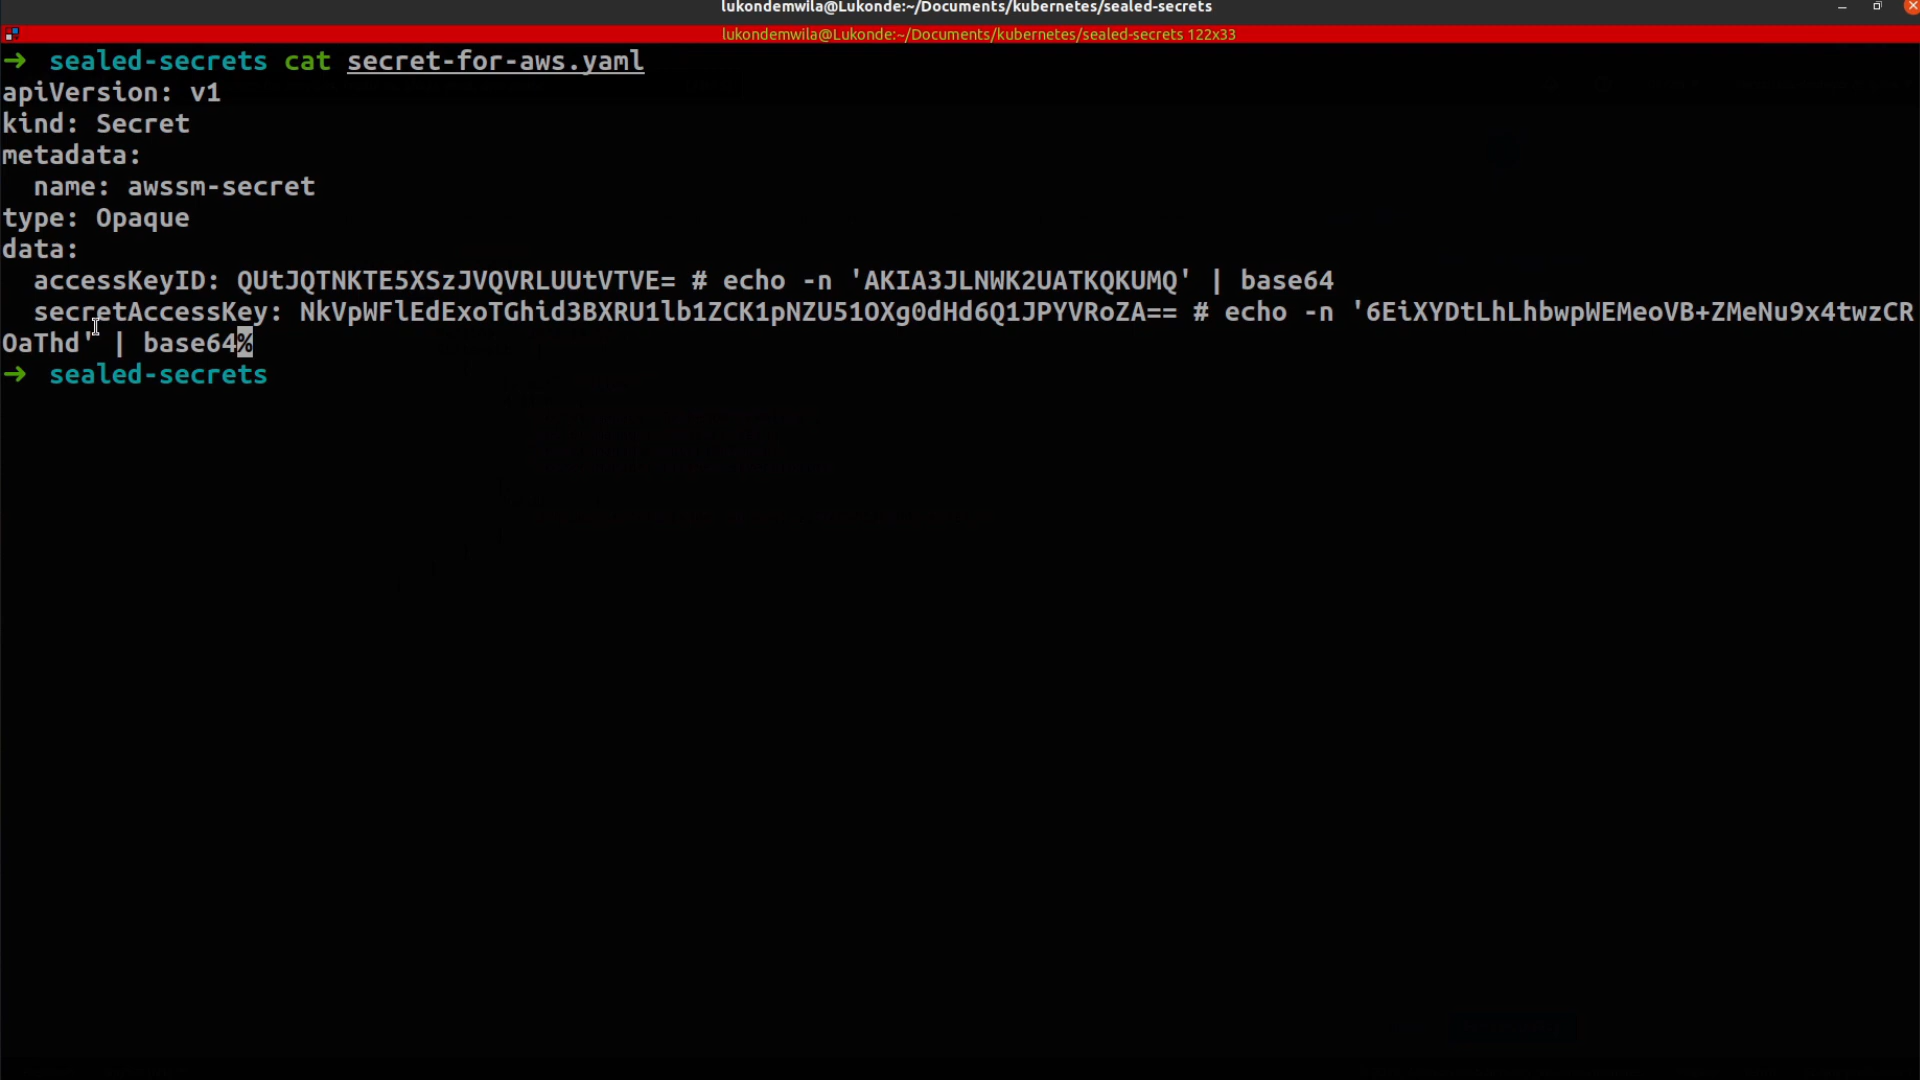 lukondemwila@Lukonde:~/Documents/kubernetes/sealed-secrets
lukondemwila@Lukonde:~/Documents/kubernetes/sealed-secrets 122x33
➜ sealed-secrets cat secret-for-aws.yaml
apiVersion: v1
kind: Secret
metadata:
  name: awssm-secret
type: Opaque
data:
  accessKeyID: QUtJQTNKTE5XSzJVQVRLUUtVTVE= # echo -n 'AKIA3JLNWK2UATKQKUMQ' | base64
  secretAccessKey: NkVpWFlEdExoTGhid3BXRU1lb1ZCK1pNZU51OXg0dHd6Q1JPYVRoZA== # echo -n '6EiXYDtLhLhbwpWEMeoVB+ZMeNu9x4twzCR
OaThd' | base64%
➜ sealed-secrets